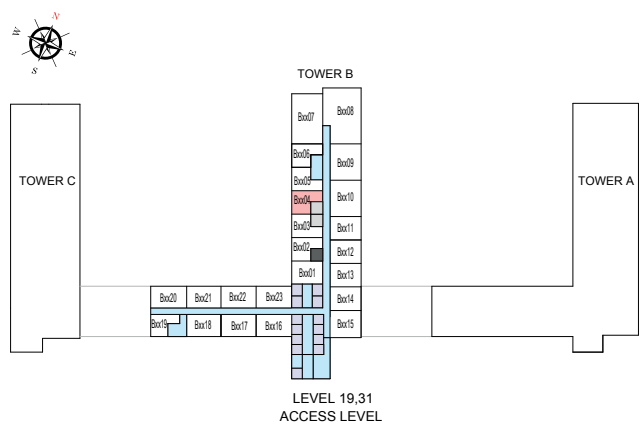 N
W
E
S
TOWER B
Bxx07
Bxx08
Bxx06
Bxx09
Bxx05
TOWER C
TOWER A
Bxx04
Bxx10
Bxx03
Bxx11
Bxx02
Bxx12
Bxx01
Bxx13
Bxx20 Bxx21 Bxx22 Bxx23
Bxx14
Bxx19 Bxx18 Bxx17 Bxx16
Bxx15
LEVEL 19,31
ACCESS LEVEL